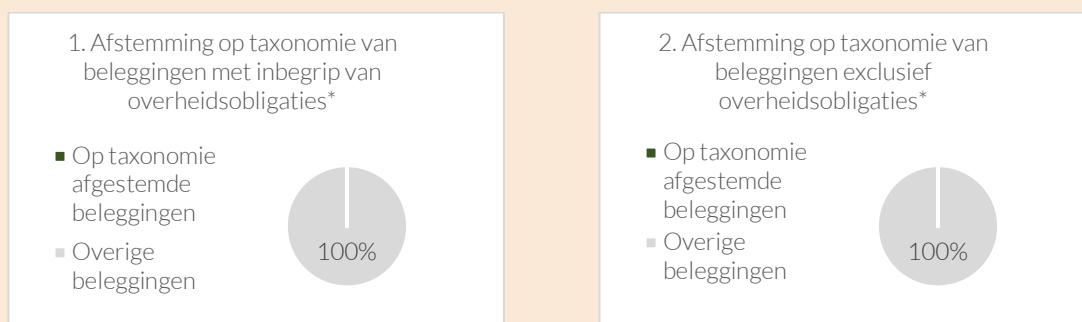 1. Afstemming op taxonomie van
beleggingen met inbegrip van
overheidsobligaties*
Op taxonomie
afgestemde
beleggingen
Overige
beleggingen
100%
2. Afstemming op taxonomie van
beleggingen exclusief
overheidsobligaties*
Op taxonomie
afgestemde
beleggingen
Overige
beleggingen
100%